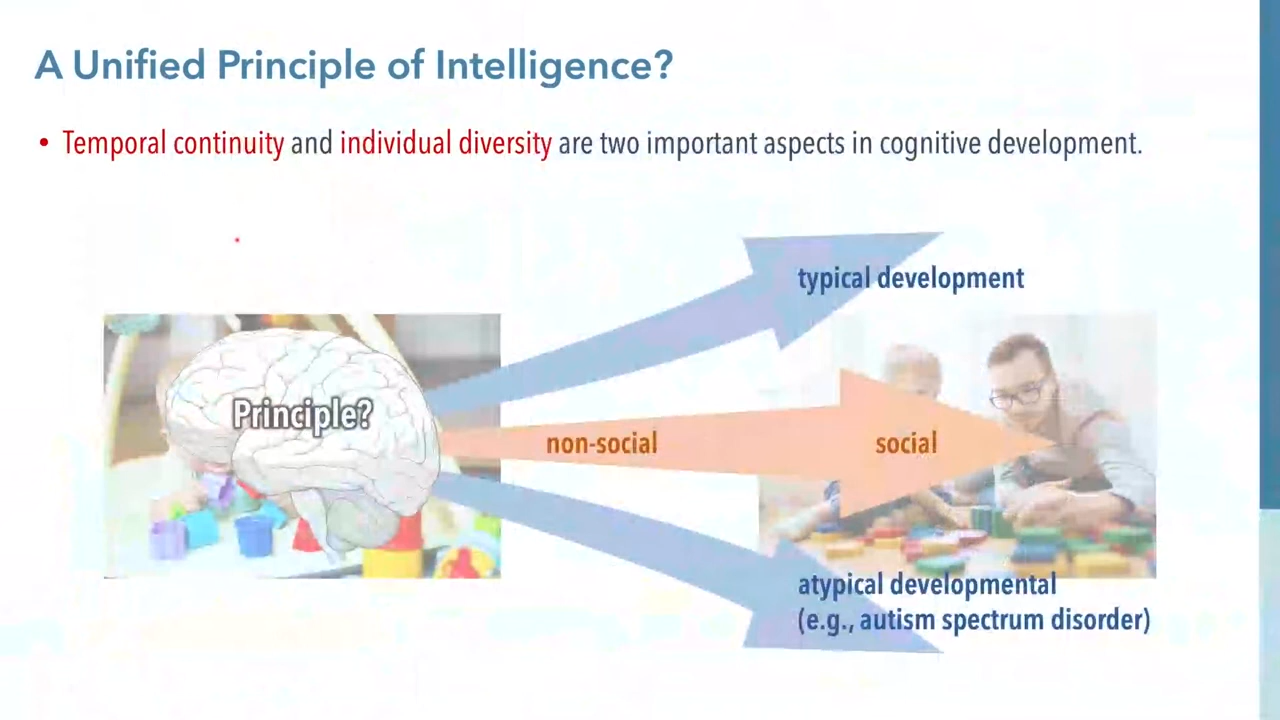 A Unified Principle of Intelligence?
• Temporal continuity and individual diversity are two important aspects in cognitive development.
typical development
Principle?
non-social
social
atypical developmental
(e.g., autism spectrum disorder)